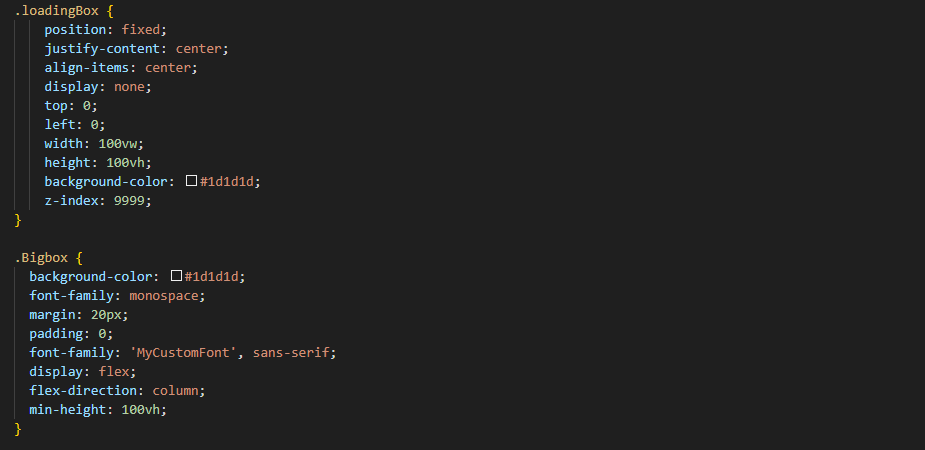 .loadingBox {
position: fixed;
justify-content: center;
align-items: center;
display: none;
top: 0;
left: 0;
width: 100vw;
height: 100vh;
background-color: #1d1d1d;
z-index: 9999;
}
.Bigbox {
background-color: #1d1d1d;
font-family: monospace;
margin: 20px;
padding: 0;
font-family: 'MyCustomFont', sans-serif;
display: flex;
flex-direction: column;
min-height: 100vh;
}